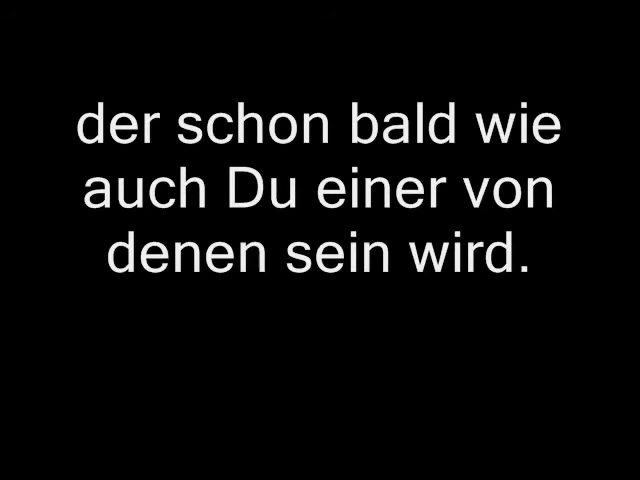 der schon bald wie
auch Du einer von
denen sein wird.